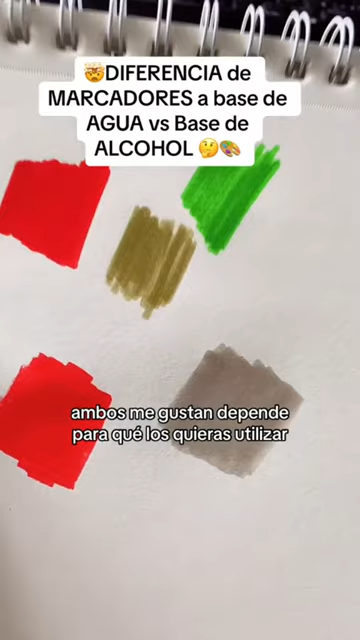 🤯DIFERENCIA de
MARCADORES a base de
AGUA vs Base de
ALCOHOL 🤔🎨
ambos me gustan depende
para qué los quieras utilizar